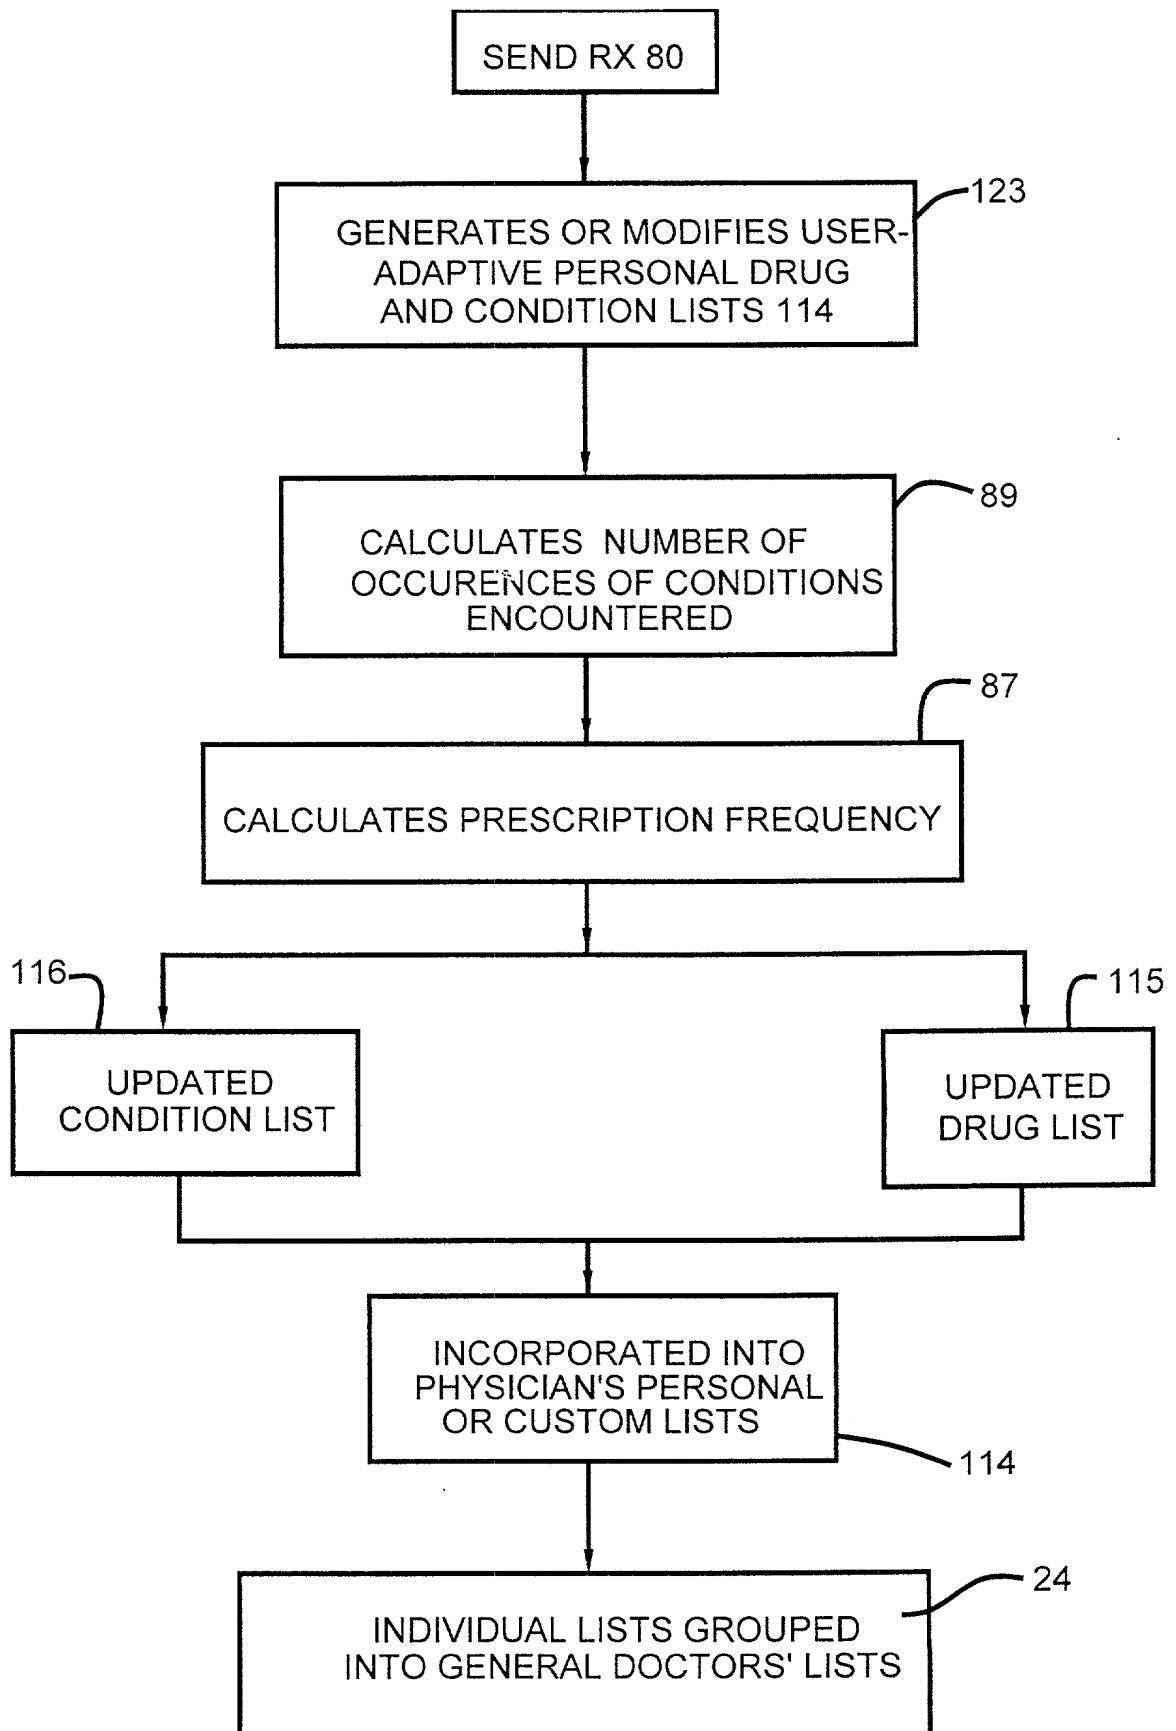 SEND RX 80
123
GENERATES OR MODIFIES USER-
ADAPTIVE PERSONAL DRUG
AND CONDITION LISTS 114
89
CALCULATES NUMBER OF
OCCURENCES OF CONDITIONS
ENCOUNTERED
87
CALCULATES PRESCRIPTION FREQUENCY
116
115
UPDATED
CONDITION LIST
UPDATED
DRUG LIST
INCORPORATED INTO
PHYSICIAN'S PERSONAL
OR CUSTOM LISTS
114
24
INDIVIDUAL LISTS GROUPED
INTO GENERAL DOCTORS' LISTS